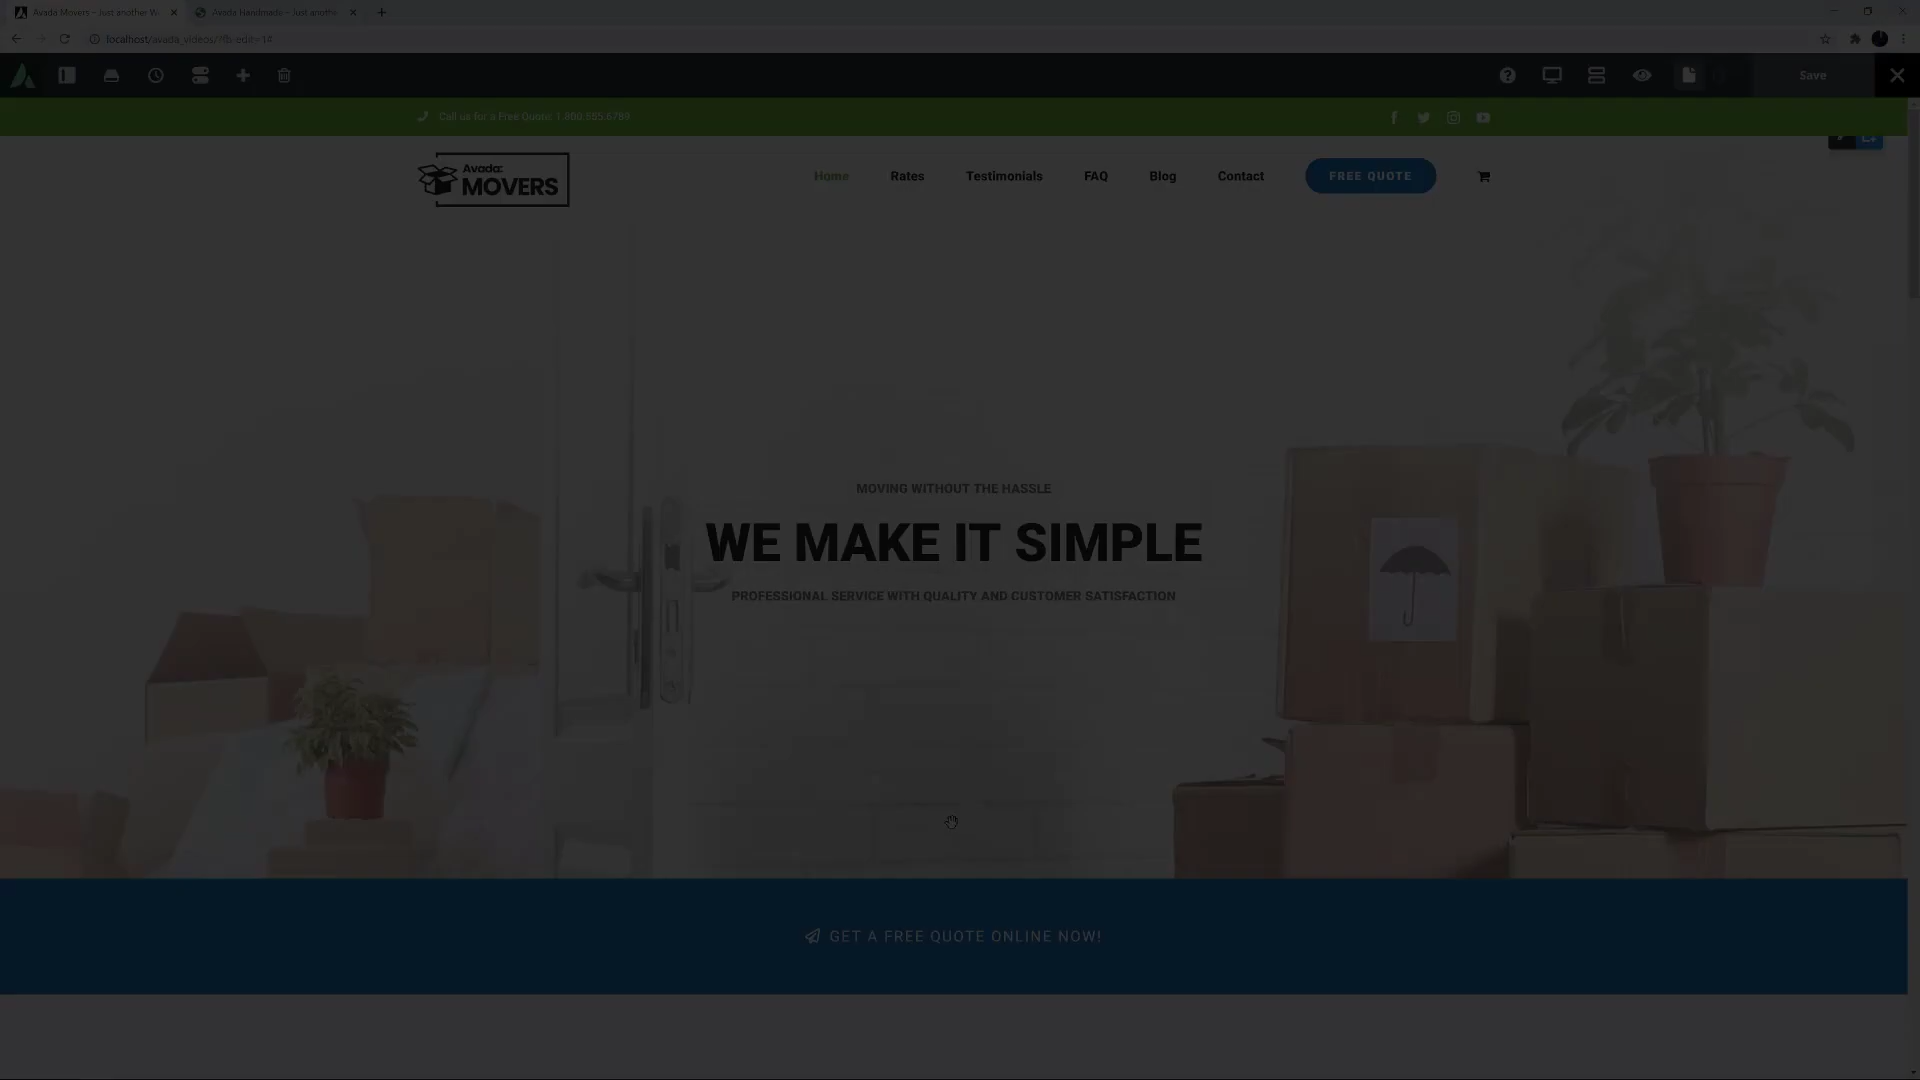 Avada Movers – Just another W
Avada Handmade – Just anothe
localhost/avada_videos/?fb-edit=1#
Save
Call us for a Free Quote 1.800.555.6789
Avada:
MOVERS
Home
Rates
Testimonials
FAQ
Blog
Contact
FREE QUOTE
MOVING WITHOUT THE HASSLE
WE MAKE IT SIMPLE
PROFESSIONAL SERVICE WITH QUALITY AND CUSTOMER SATISFACTION
GET A FREE QUOTE ONLINE NOW!